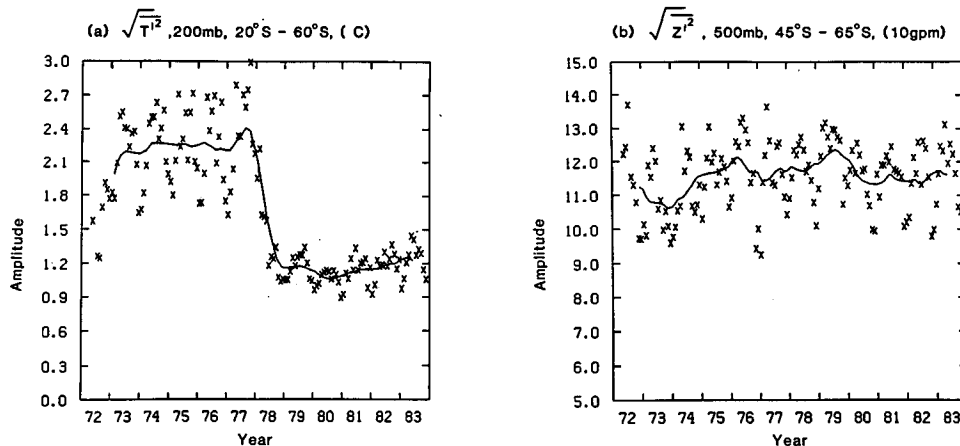 (a) √T'² ,200mb, 20°S – 60°S, ( C)
3.0
2.7
2.4
2.1
1.8
1.5
1.2
0.9
0.6
0.3
0.0
Amplitude
72 73 74 75 76 77 78 79 80 81 82 83
Year
(b) √Z'² , 500mb, 45°S – 65°S, (10gpm)
15.0
14.0
13.0
12.0
11.0
10.0
9.0
8.0
7.0
6.0
5.0
Amplitude
72 73 74 75 76 77 78 79 80 81 82 83
Year